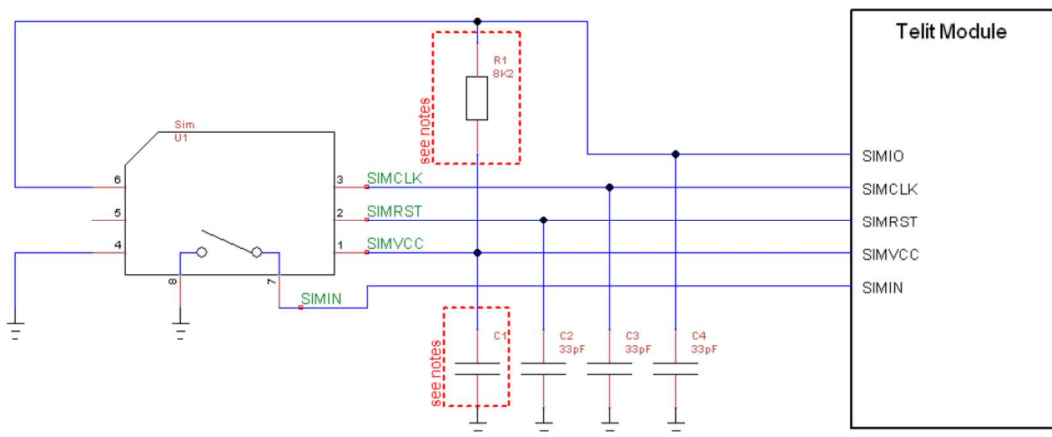 Telit Module
R1
8K2
see notes
Sim
U1
SIMIO
6
3
SIMCLK
SIMCLK
5
2
SIMRST
SIMRST
4
1
SIMVCC
SIMVCC
8
7
SIMIN
SIMIN
see notes
C1
C2
33pF
C3
33pF
C4
33pF